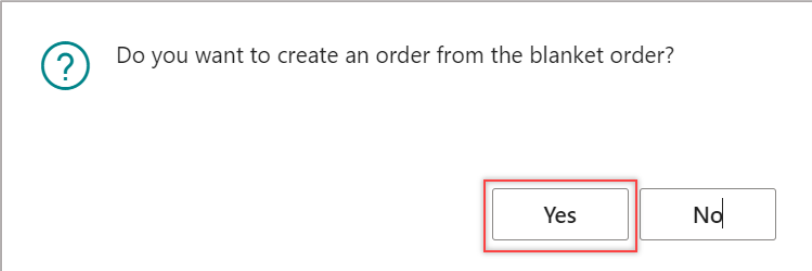 Do you want to create an order from the blanket order?
Yes No